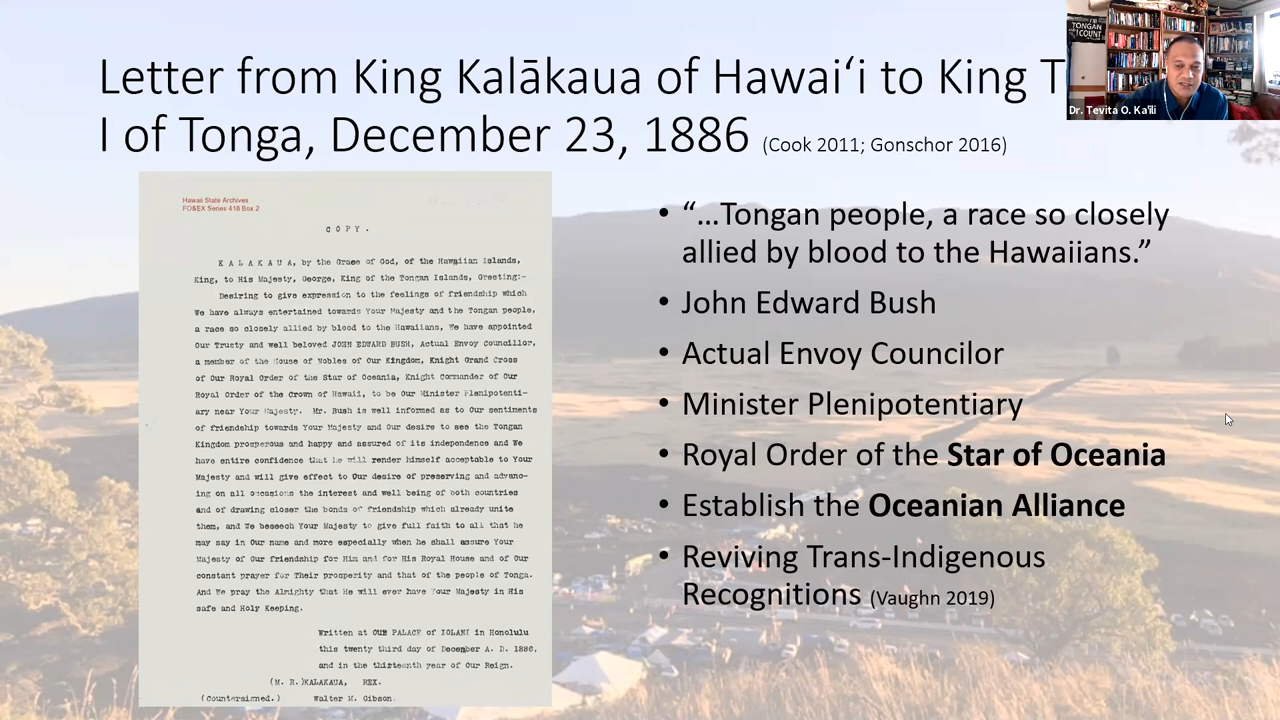 Letter from King Kalākaua of Hawaiʻi to King T
I of Tonga, December 23, 1886 (Cook 2011; Gonschor 2016)
TONGAN
I COUNT
Dr. Tevita O. Ka'ili
Hawaii State Archives
FO&EX Series 418 Box 2
COPY.
KALAKAUA, by the Grace of God, of the Hawaiian Islands,
King, to His Majesty, George, King of the Tongan Islands, Greeting:-
Desiring to give expression to the feelings of friendship which
We have always entertained towards Your Majesty and the Tongan people,
a race so closely allied by blood to the Hawaiians, We have appointed
Our Trusty and well beloved JOHN EDWARD BUSH, Actual Envoy Councillor,
a member of the House of Nobles of Our Kingdom, Knight Grand Cross
of Our Royal Order of the Star of Oceania, Knight Commander of Our
Royal Order of the Crown of Hawaii, to be Our Minister Plenipotenti-
ary near Your Majesty. Mr. Bush is well informed as to Our sentiments
of friendship towards Your Majesty and Our desire to see the Tongan
Kingdom prosperous and happy and assured of its independence and We
have entire confidence that he will render himself acceptable to Your
Majesty and will give effect to Our desire of preserving and advanc-
ing on all occasions the interest and well being of both countries
and of drawing closer the bonds of friendship which already unite
them, and We beseech Your Majesty to give full faith to all that he
may say in Our name and more especially when he shall assure Your
Majesty of Our friendship for Him and for His Royal House and of Our
constant prayer for Their prosperity and that of the people of Tonga.
And We pray the Almighty that He will ever have Your Majesty in His
safe and Holy Keeping.
Written at OUR PALACE of IOLANI in Honolulu
this twenty third day of December A. D. 1886,
and in the thirteenth year of Our Reign.
(M. R.)KALAKAUA, REX.
(Countersigned.) Walter M. Gibson.
• “...Tongan people, a race so closely
allied by blood to the Hawaiians.”
• John Edward Bush
• Actual Envoy Councilor
• Minister Plenipotentiary
• Royal Order of the Star of Oceania
• Establish the Oceanian Alliance
• Reviving Trans-Indigenous
Recognitions (Vaughn 2019)